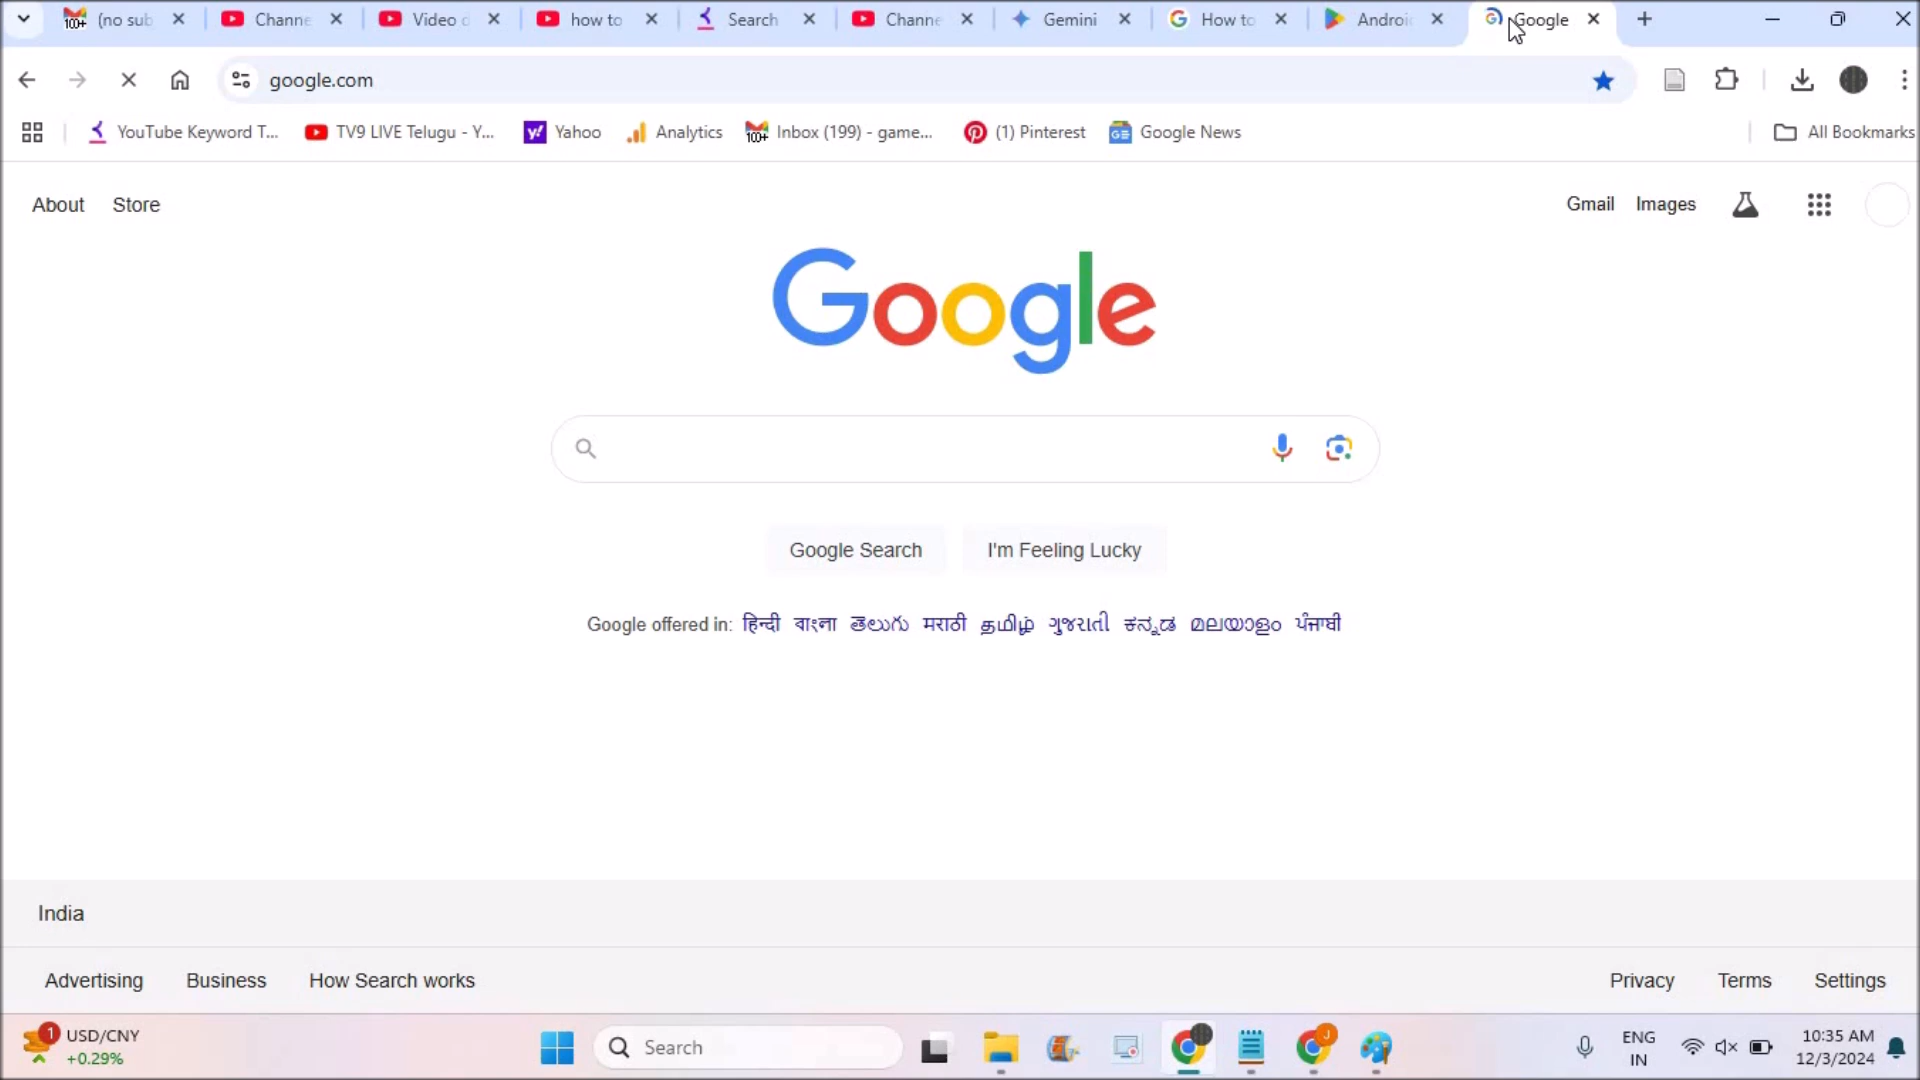 (no sub Channe Video d how to Search Channe Gemini How to Androi Google
google.com
YouTube Keyword T... TV9 LIVE Telugu - Y... Yahoo Analytics Inbox (199) - game... (1) Pinterest Google News All Bookmarks
About Store Gmail Images
Google
Google Search I'm Feeling Lucky
Google offered in: हिन्दी বাংলা తెలుగు मराठी தமிழ் ગુજરાતી ಕನ್ನಡ മലയാളം ਪੰਜਾਬੀ
India
Advertising Business How Search works Privacy Terms Settings
1 USD/CNY Search ENG 10:35 AM
+0.29% IN 12/3/2024